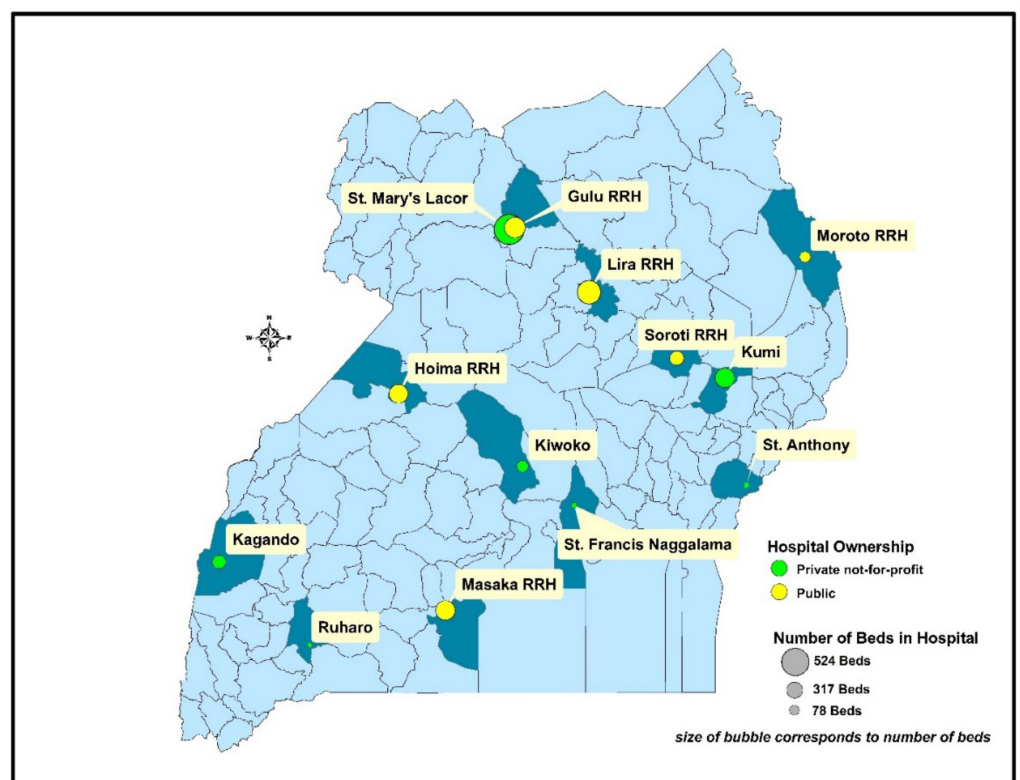 St. Mary's Lacor
Gulu RRH
Moroto RRH
Lira RRH
Soroti RRH
Kumi
N
W E
S
Hoima RRH
Kiwoko
St. Anthony
Kagando
St. Francis Naggalama
Masaka RRH
Ruharo
Hospital Ownership
Private not-for-profit
Public
Number of Beds in Hospital
524 Beds
317 Beds
78 Beds
size of bubble corresponds to number of beds